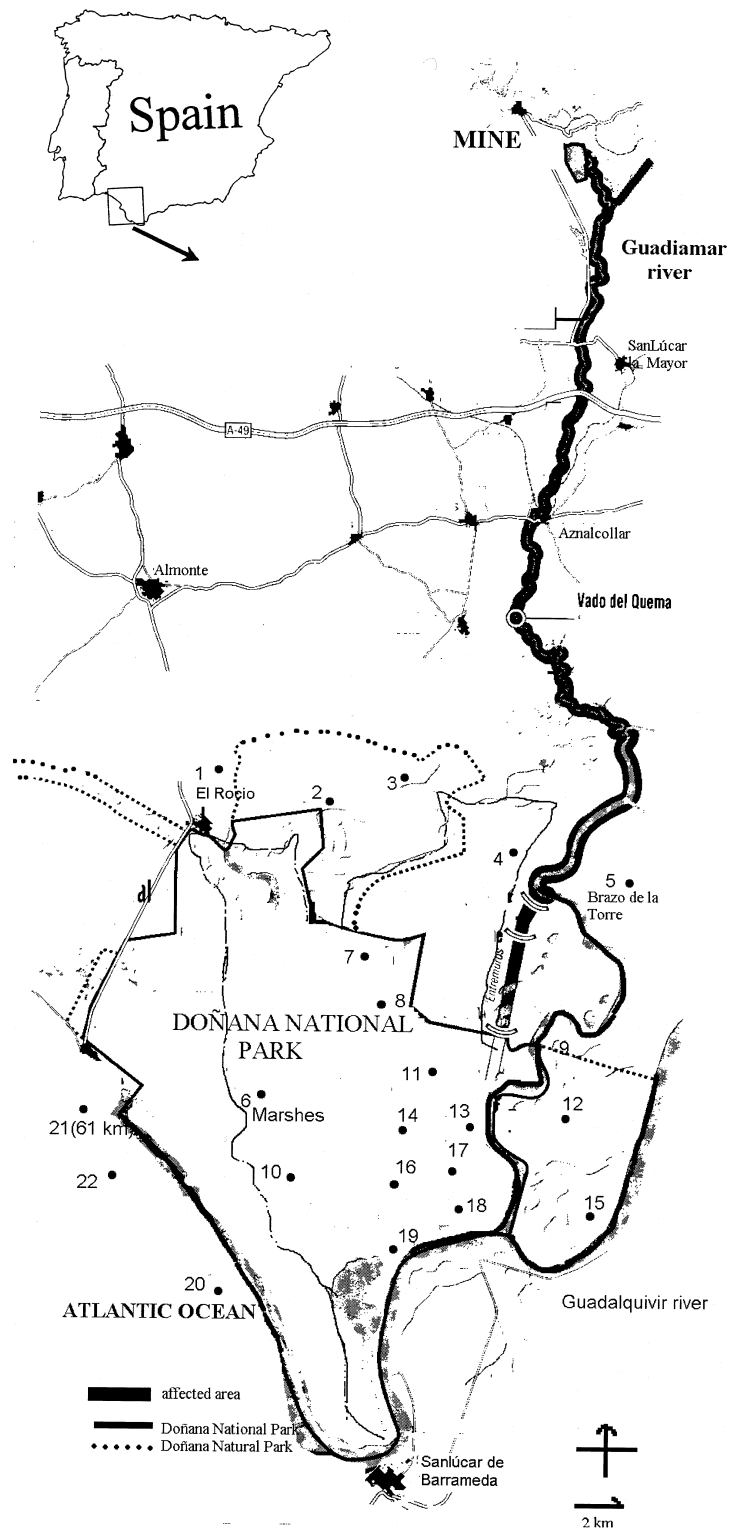 Spain
MINE
Guadiamar
river
SanLúcar
la Mayor
A-49
Aznalcollar
Almonte
Vado del Quema
1
El Rocio
2
3
4
5
Brazo de la
Torre
Entremuros
7
8
DOÑANA NATIONAL
PARK
9
11
6
Marshes
12
13
14
21(61 km)
17
22
10
16
15
18
19
20
ATLANTIC OCEAN
Guadalquivir river
affected area
Doñana National Park
Doñana Natural Park
Sanlúcar de
Barrameda
2 km